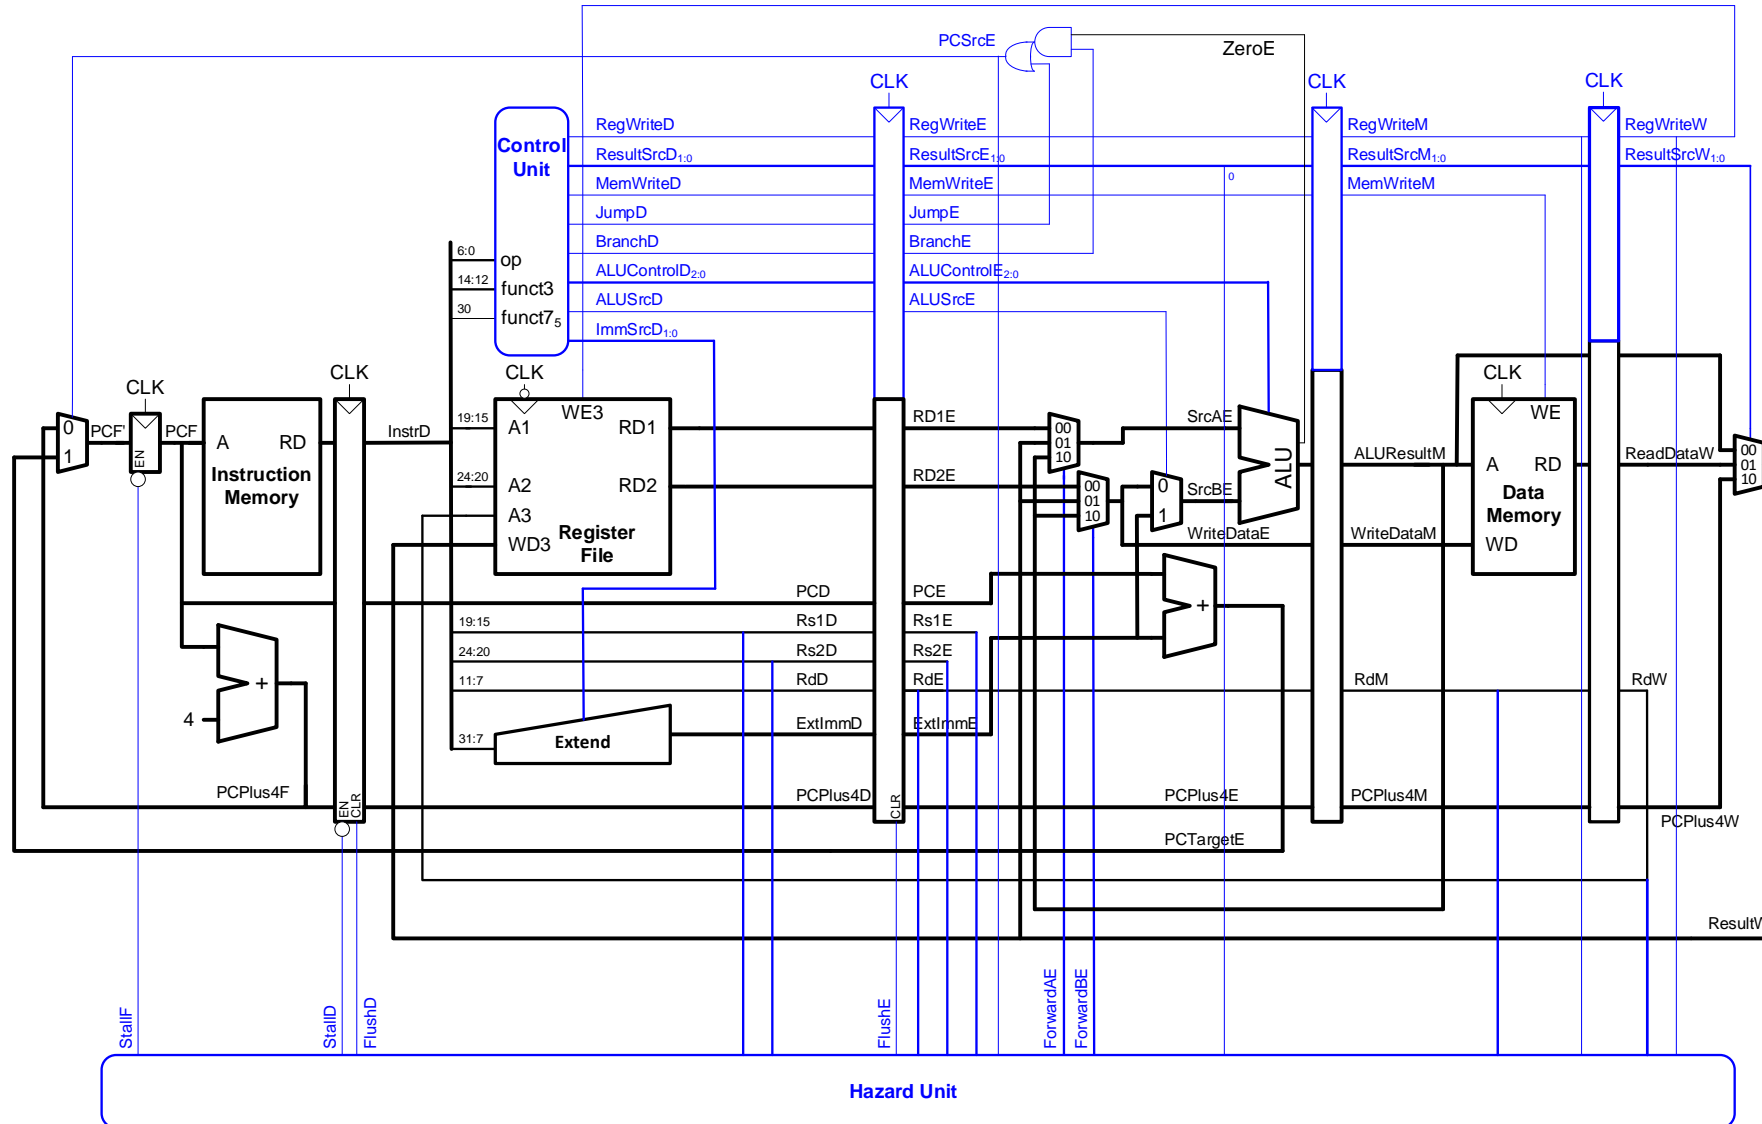 PCSrcE
ZeroE
CLK
CLK
CLK
Control
Unit
RegWriteD
RegWriteE
RegWriteM
RegWriteW
ResultSrcD1:0
ResultSrcE1:0
ResultSrcM1:0
ResultSrcW1:0
0
MemWriteD
MemWriteE
MemWriteM
JumpD
JumpE
BranchD
BranchE
ALUControlD2:0
ALUControlE2:0
ALUSrcD
ALUSrcE
ImmSrcD1:0
6:0
op
14:12
funct3
30
funct75
CLK
CLK
CLK
CLK
0
1
PCF'
EN
PCF
A
RD
Instruction
Memory
InstrD
19:15
A1
WE3
RD1
24:20
A2
RD2
A3
WD3
Register
File
RD1E
RD2E
00
01
10
00
01
10
0
1
SrcAE
SrcBE
ALU
WriteDataE
ALUResultM
WriteDataM
WE
A
RD
Data
Memory
WD
ReadDataW
00
01
10
PCD
PCE
+
19:15
Rs1D
Rs1E
24:20
Rs2D
Rs2E
11:7
RdD
RdE
RdM
RdW
+
4
31:7
Extend
ExtImmD
ExtImmE
PCPlus4F
EN
CLR
PCPlus4D
CLR
PCPlus4E
PCPlus4M
PCPlus4W
PCTargetE
ResultW
StallF
StallD
FlushD
FlushE
ForwardAE
ForwardBE
Hazard Unit